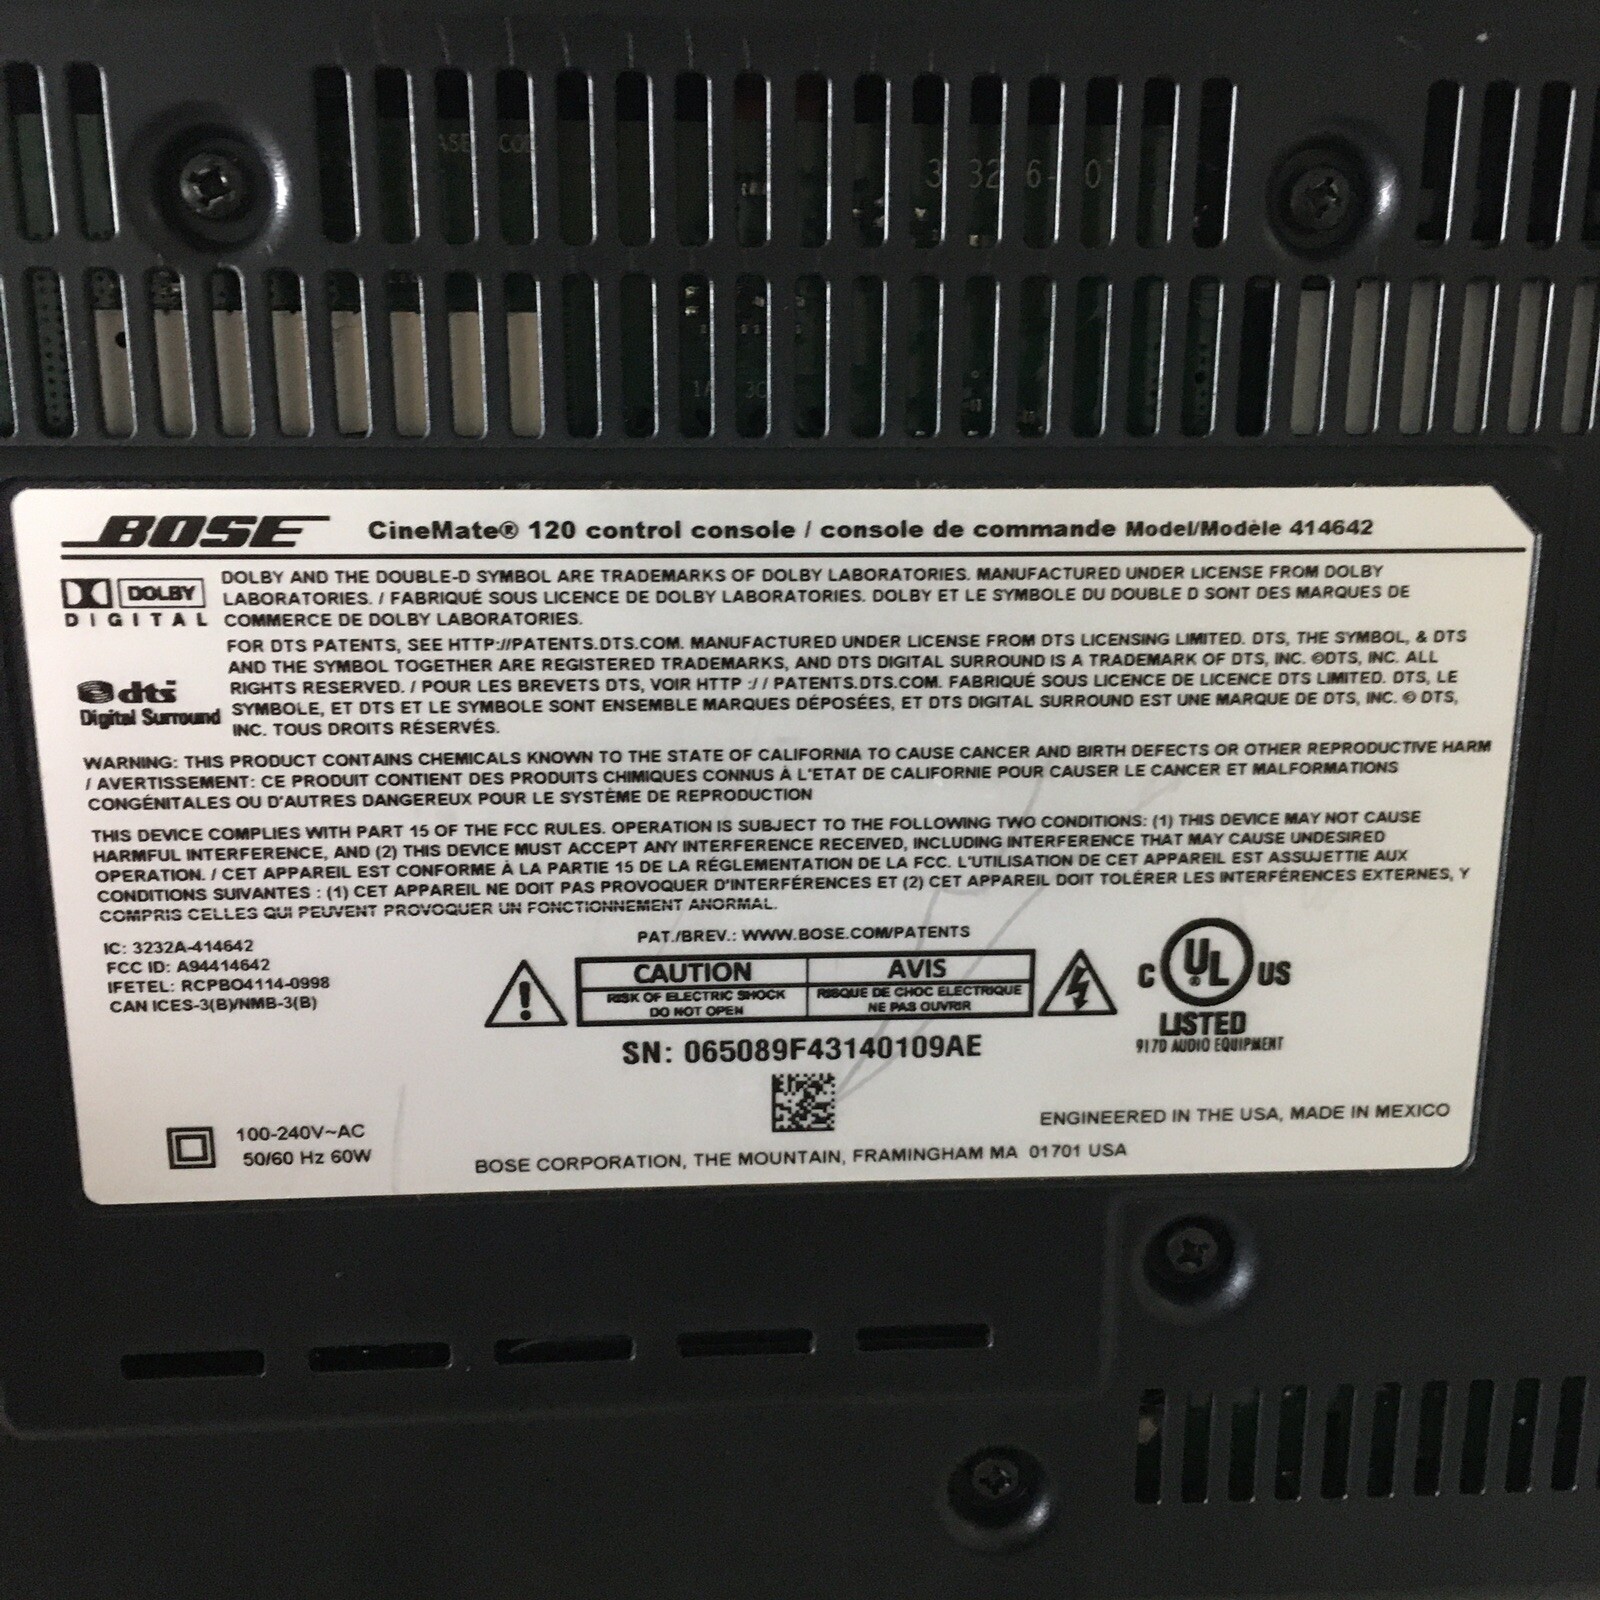 BOSE CineMate® 120 control console / console de commande Model/Modèle 414642
DOLBY
DIGITAL
DOLBY AND THE DOUBLE-D SYMBOL ARE TRADEMARKS OF DOLBY LABORATORIES. MANUFACTURED UNDER LICENSE FROM DOLBY
LABORATORIES. / FABRIQUÉ SOUS LICENCE DE DOLBY LABORATORIES. DOLBY ET LE SYMBOLE DU DOUBLE D SONT DES MARQUES DE
COMMERCE DE DOLBY LABORATORIES.
dts
Digital Surround
FOR DTS PATENTS, SEE HTTP://PATENTS.DTS.COM. MANUFACTURED UNDER LICENSE FROM DTS LICENSING LIMITED. DTS, THE SYMBOL, & DTS
AND THE SYMBOL TOGETHER ARE REGISTERED TRADEMARKS, AND DTS DIGITAL SURROUND IS A TRADEMARK OF DTS, INC. ©DTS, INC. ALL
RIGHTS RESERVED. / POUR LES BREVETS DTS, VOIR HTTP :/ / PATENTS.DTS.COM. FABRIQUÉ SOUS LICENCE DE LICENCE DTS LIMITED. DTS, LE
SYMBOLE, ET DTS ET LE SYMBOLE SONT ENSEMBLE MARQUES DÉPOSÉES, ET DTS DIGITAL SURROUND EST UNE MARQUE DE DTS, INC. © DTS,
INC. TOUS DROITS RÉSERVÉS.
WARNING: THIS PRODUCT CONTAINS CHEMICALS KNOWN TO THE STATE OF CALIFORNIA TO CAUSE CANCER AND BIRTH DEFECTS OR OTHER REPRODUCTIVE HARM
/ AVERTISSEMENT: CE PRODUIT CONTIENT DES PRODUITS CHIMIQUES CONNUS À L'ETAT DE CALIFORNIE POUR CAUSER LE CANCER ET MALFORMATIONS
CONGÉNITALES OU D'AUTRES DANGEREUX POUR LE SYSTÈME DE REPRODUCTION
THIS DEVICE COMPLIES WITH PART 15 OF THE FCC RULES. OPERATION IS SUBJECT TO THE FOLLOWING TWO CONDITIONS: (1) THIS DEVICE MAY NOT CAUSE
HARMFUL INTERFERENCE, AND (2) THIS DEVICE MUST ACCEPT ANY INTERFERENCE RECEIVED, INCLUDING INTERFERENCE THAT MAY CAUSE UNDESIRED
OPERATION. / CET APPAREIL EST CONFORME À LA PARTIE 15 DE LA RÉGLEMENTATION DE LA FCC. L'UTILISATION DE CET APPAREIL EST ASSUJETTIE AUX
CONDITIONS SUIVANTES : (1) CET APPAREIL NE DOIT PAS PROVOQUER D'INTERFÉRENCES ET (2) CET APPAREIL DOIT TOLÉRER LES INTERFÉRENCES EXTERNES, Y
COMPRIS CELLES QUI PEUVENT PROVOQUER UN FONCTIONNEMENT ANORMAL.
IC: 3232A-414642
FCC ID: A94414642
IFETEL: RCPBO4114-0998
CAN ICES-3(B)/NMB-3(B)
PAT./BREV.: WWW.BOSE.COM/PATENTS
CAUTION
RISK OF ELECTRIC SHOCK
DO NOT OPEN
AVIS
RISQUE DE CHOC ELECTRIQUE
NE PAS OUVRIR
C UL US
®
LISTED
917D AUDIO EQUIPMENT
SN: 065089F43140109AE
100-240V~AC
50/60 Hz 60W
ENGINEERED IN THE USA, MADE IN MEXICO
BOSE CORPORATION, THE MOUNTAIN, FRAMINGHAM MA 01701 USA